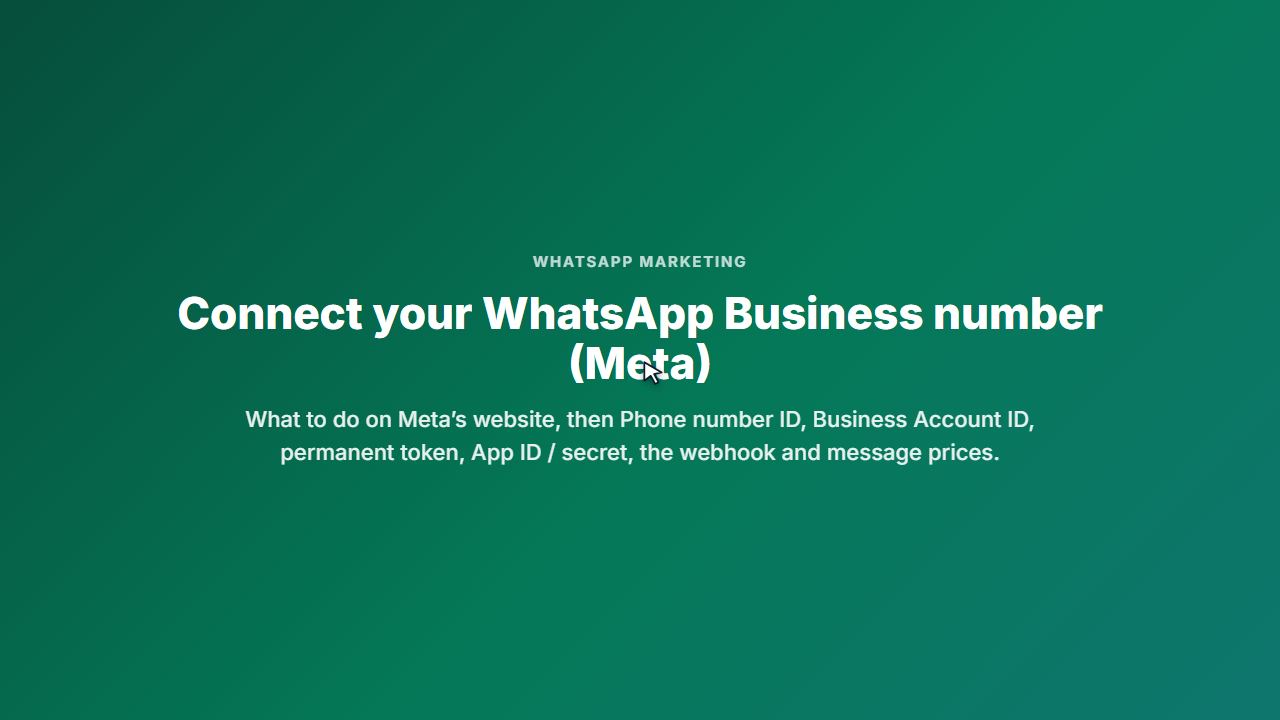 WHATSAPP MARKETING
Connect your WhatsApp Business number
(Meta)
What to do on Meta’s website, then Phone number ID, Business Account ID,
permanent token, App ID / secret, the webhook and message prices.